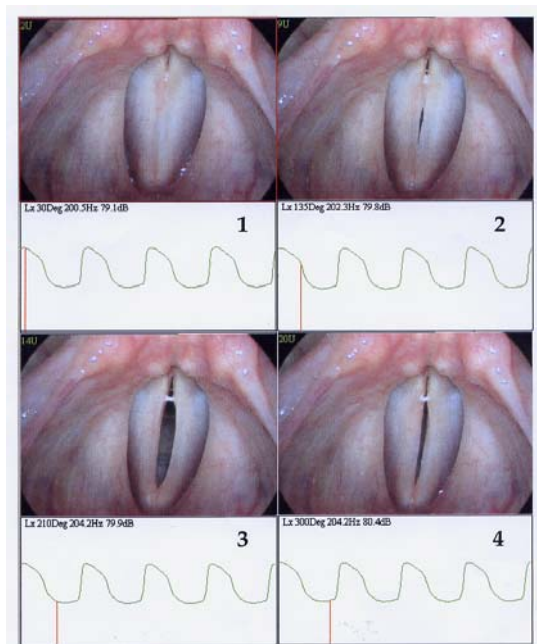 2U
9U
Lx 30Deg 200.5Hz 79.1dB
1
Lx 135Deg 202.3Hz 79.8dB
2
14U
20U
Lx 210Deg 204.2Hz 79.9dB
3
Lx 300Deg 204.2Hz 80.4dB
4